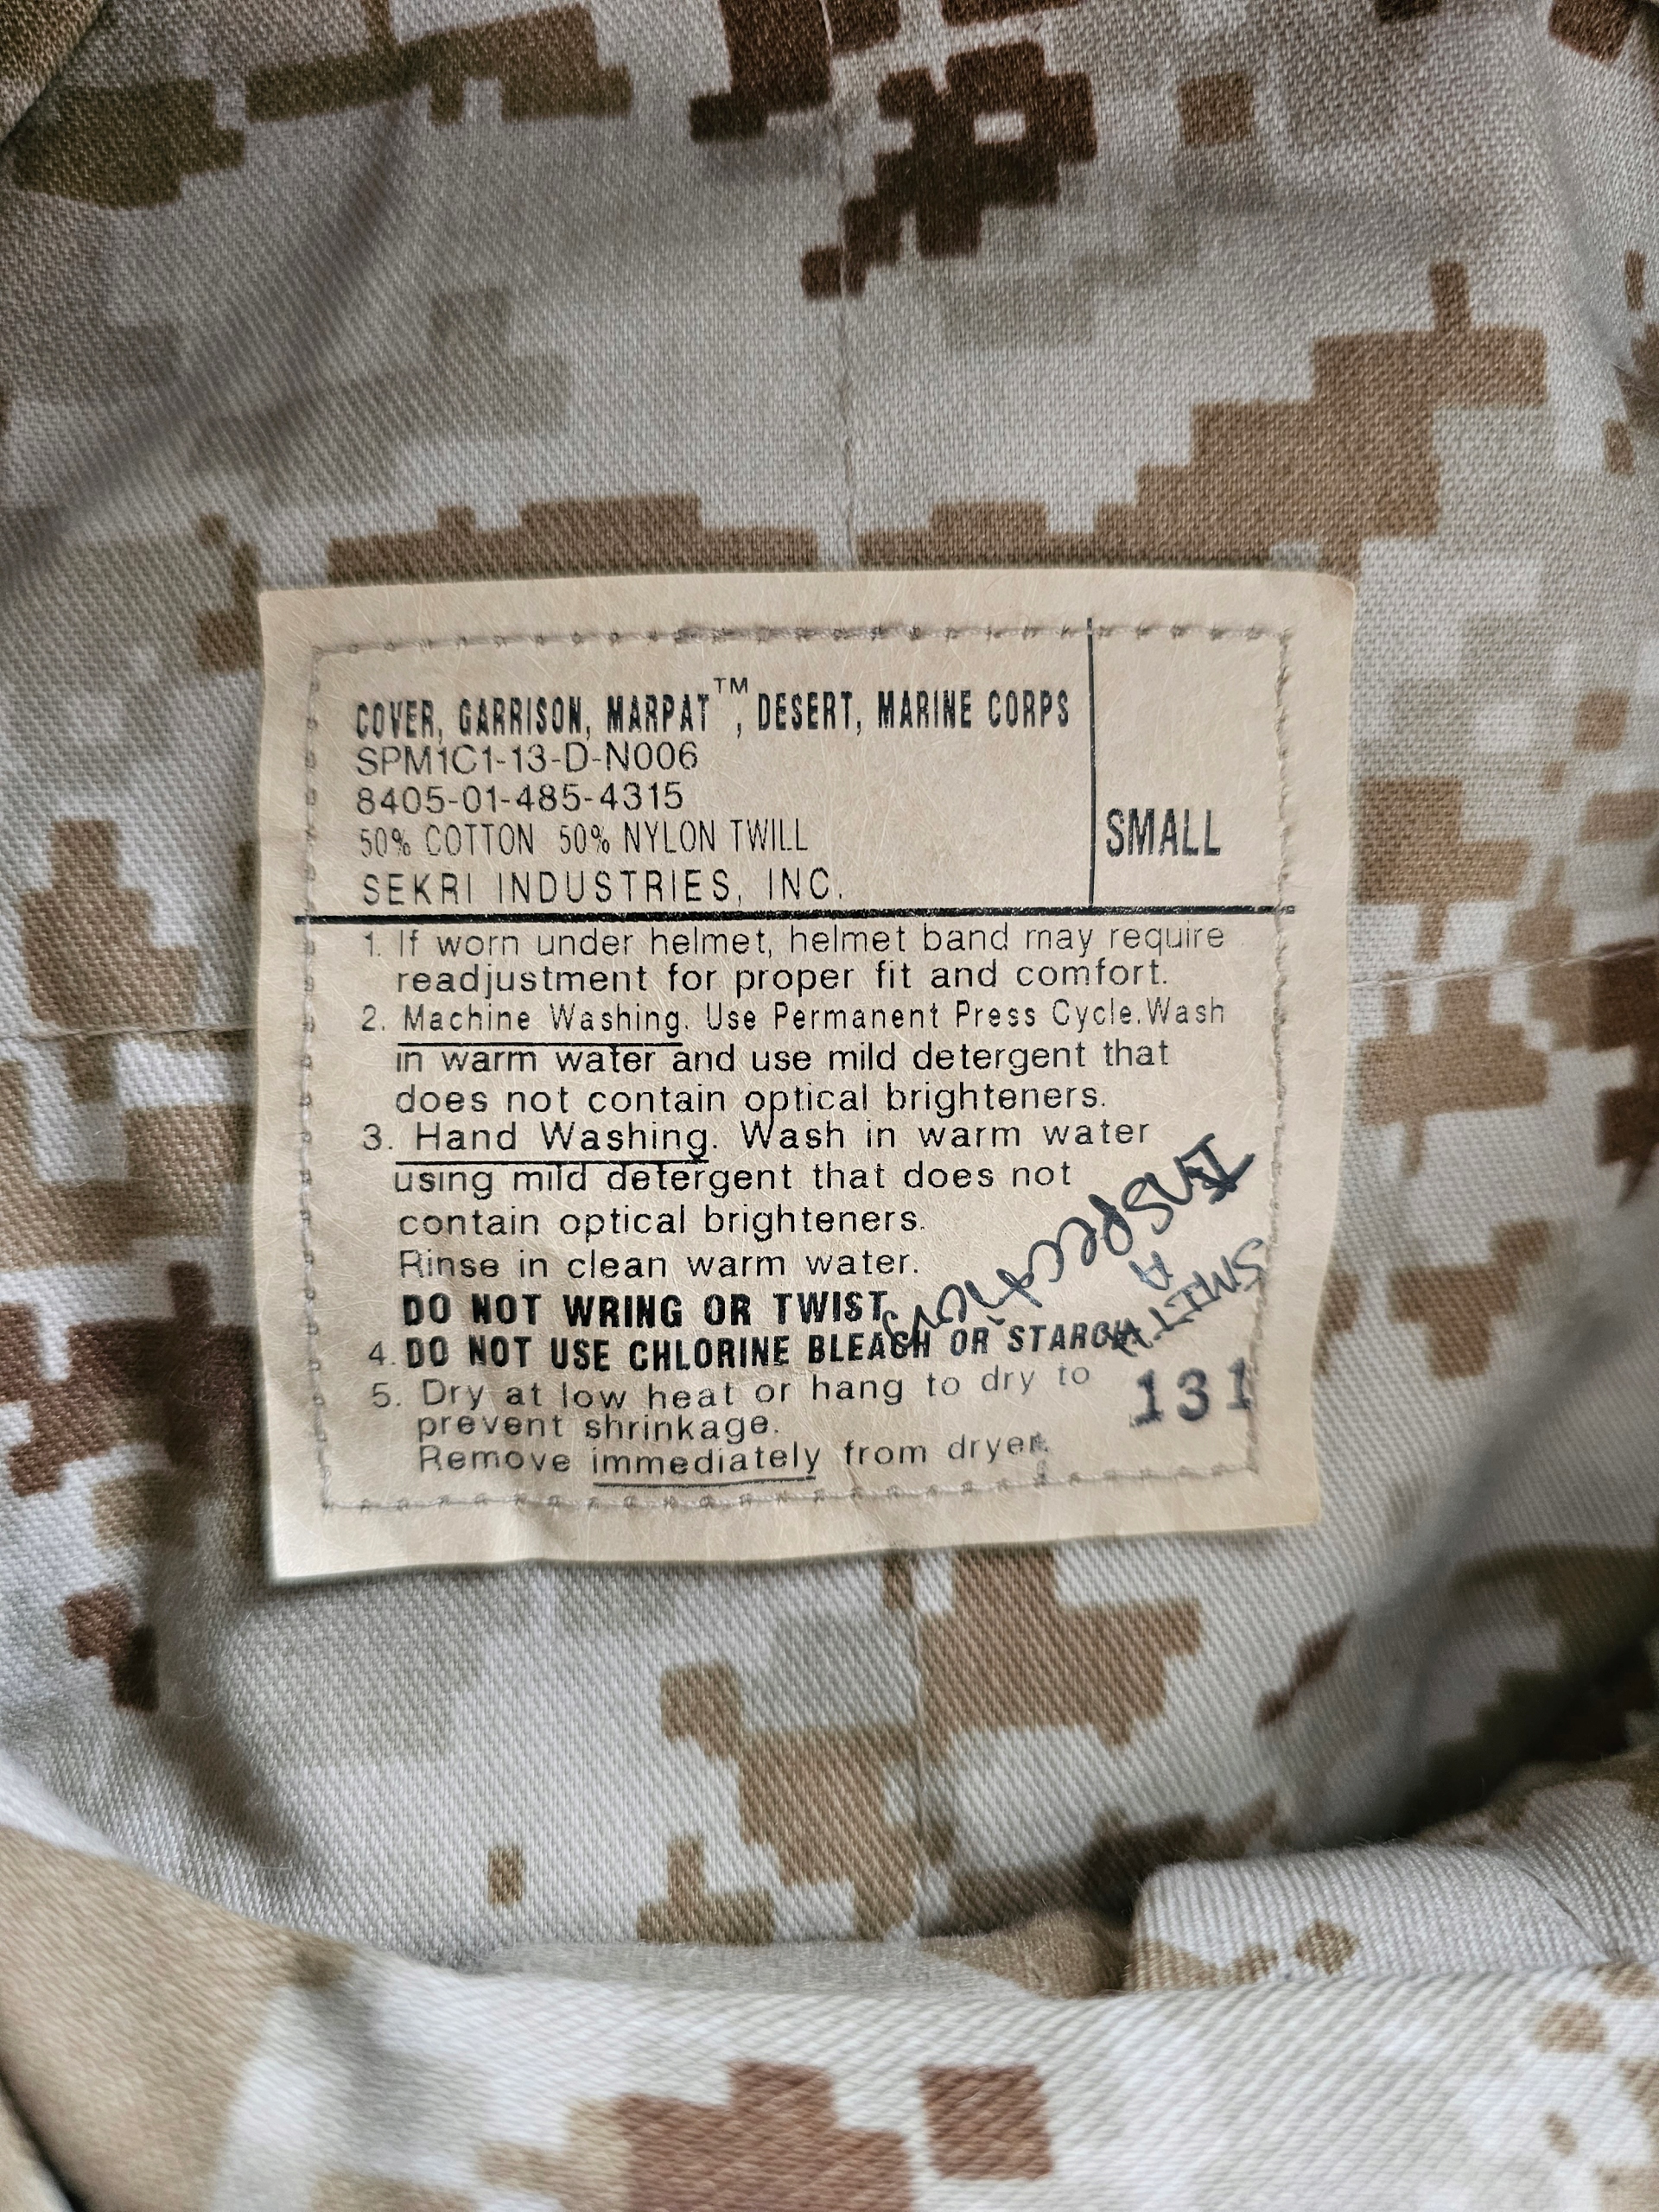 COVER, GARRISON, MARPAT™, DESERT, MARINE CORPS
SPM1C1-13-D-N006
8405-01-485-4315
50% COTTON 50% NYLON TWILL
SEKRI INDUSTRIES, INC.
SMALL
1. If worn under helmet, helmet band may require
readjustment for proper fit and comfort.
2. Machine Washing. Use Permanent Press Cycle. Wash
in warm water and use mild detergent that
does not contain optical brighteners.
3. Hand Washing. Wash in warm water
using mild detergent that does not
contain optical brighteners.
Rinse in clean warm water.
DO NOT WRING OR TWIST.
4. DO NOT USE CHLORINE BLEACH OR STARCH
5. Dry at low heat or hang to dry to
prevent shrinkage.
Remove immediately from dryer.
A
131